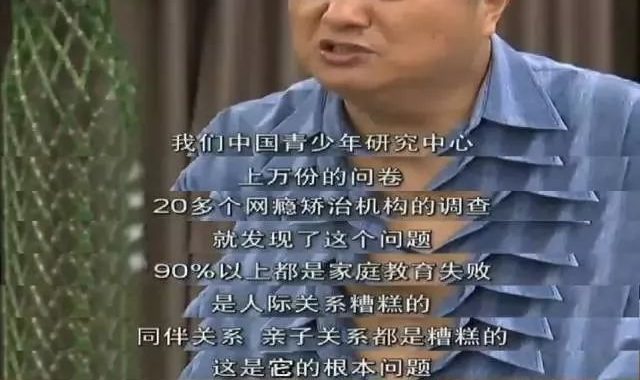 我们中国青少年研究中心
上万份的问卷
20多个网瘾矫治机构的调查
就发现了这个问题
90%以上都是家庭教育失败
是人际关系糟糕的
同伴关系 亲子关系都是糟糕的
这是它的根本问题